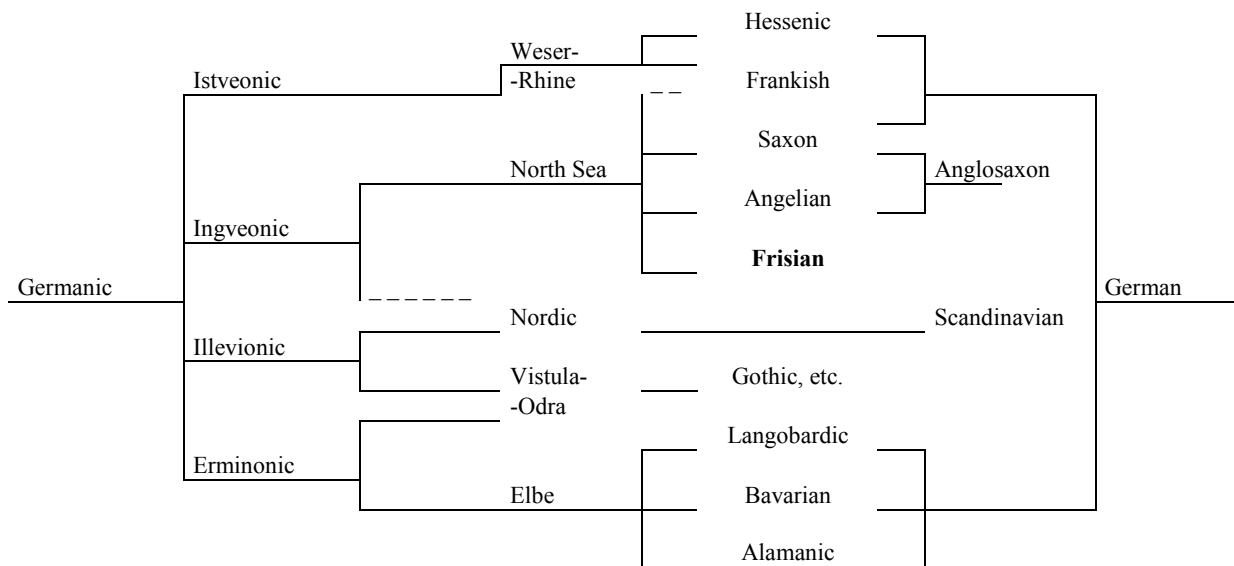 Hessenic
Weser-
-Rhine
Istveonic
Frankish
Saxon
North Sea
Anglosaxon
Angelian
Ingveonic
Frisian
Germanic
German
Nordic
Scandinavian
Illevionic
Vistula-
-Odra
Gothic, etc.
Langobardic
Erminonic
Elbe
Bavarian
Alamanic